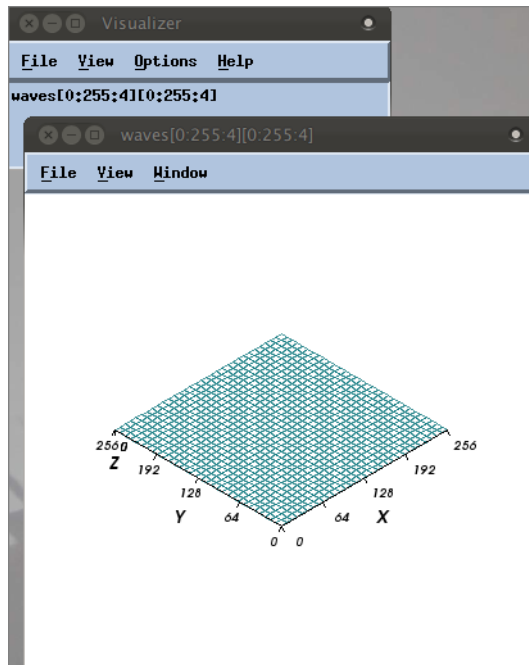 Visualizer
File View Options Help
waves[0:255:4][0:255:4]
waves[0:255:4][0:255:4]
File View Window
256 0 256
Z 192 192
128 128
Y 64 64 X
0 0